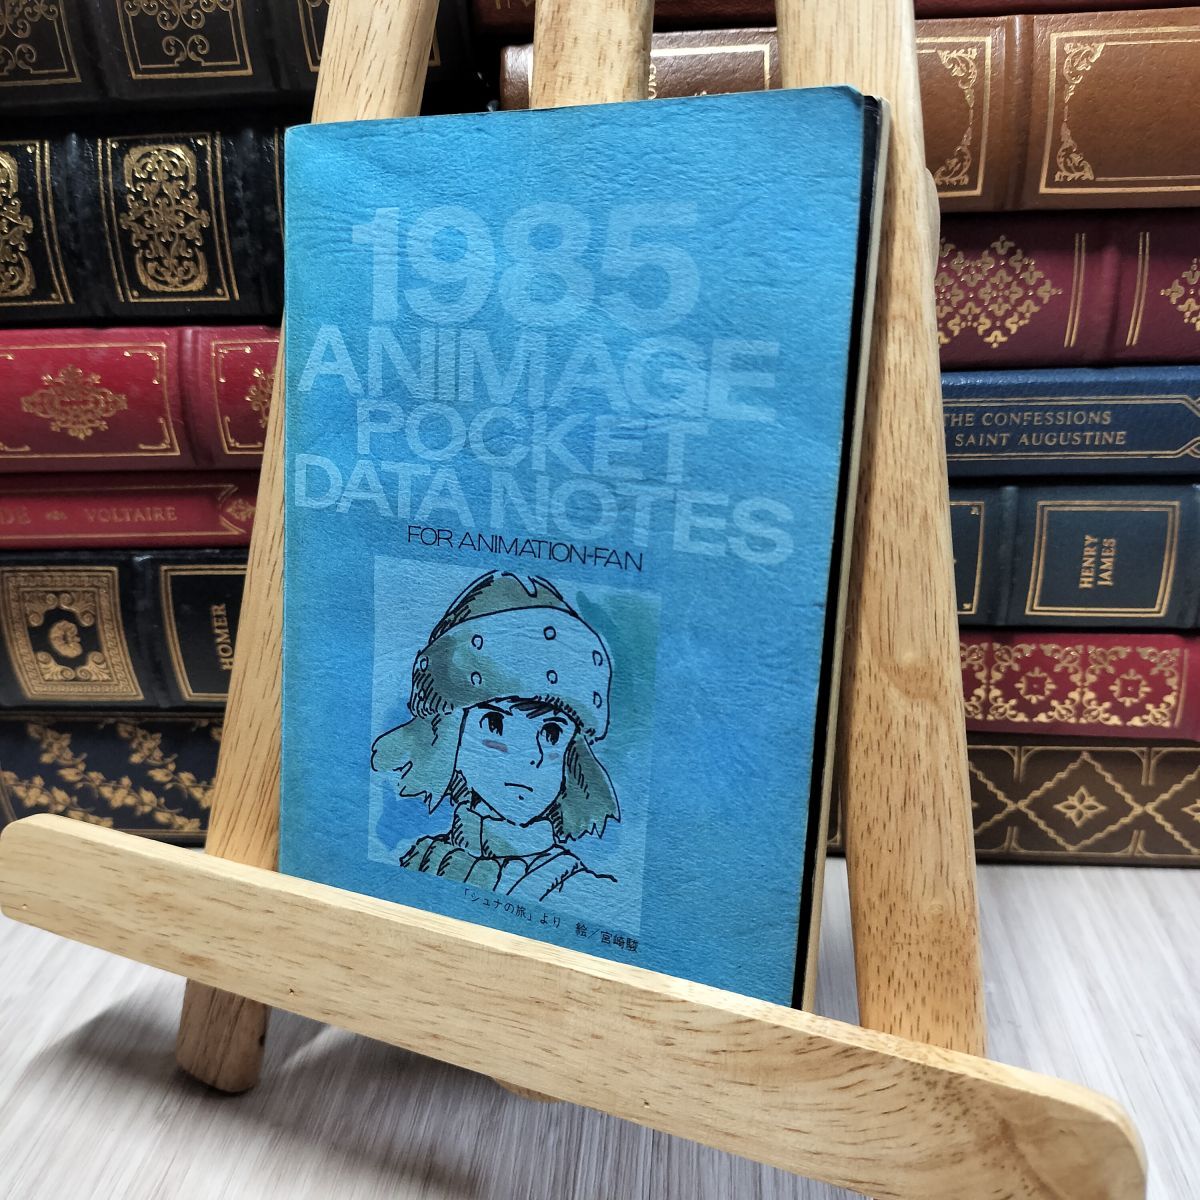 1985
ANIMAGE
POCKET
DATA NOTES
FOR ANIMATION-FAN
「シュナの旅」より 絵/宮崎駿
VOLTAIRE
HOMER
THE CONFESSIONS
SAINT AUGUSTINE
HENRY
JAMES